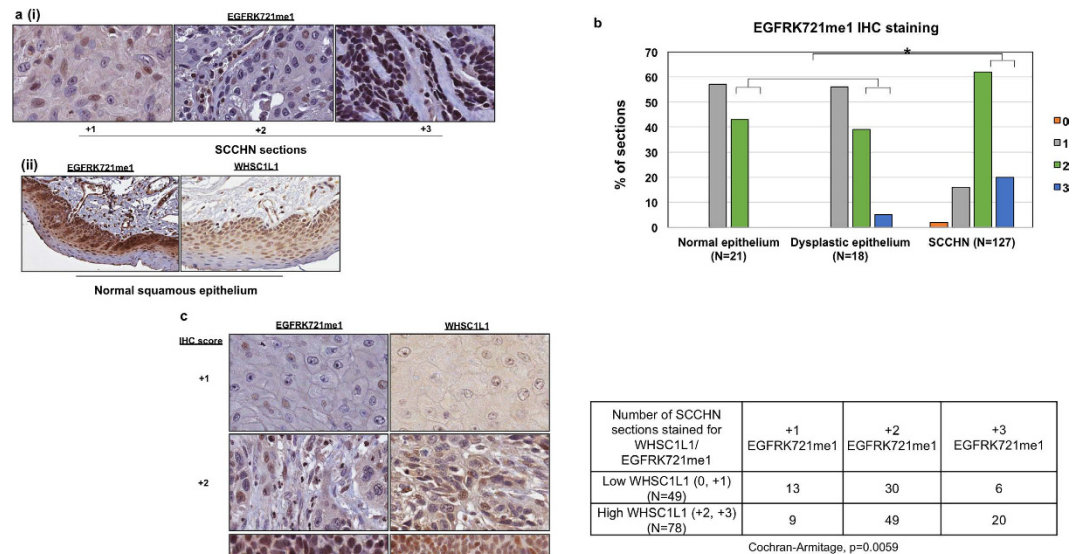 a (i)
EGFRK721me1
+1
+2
+3
SCCHN sections
(ii)
EGFRK721me1
WHSC1L1
Normal squamous epithelium
b
EGFRK721me1 IHC staining
*
% of sections
70
60
50
40
30
20
10
0
Normal epithelium
(N=21)
Dysplastic epithelium
(N=18)
SCCHN (N=127)
0
1
2
3
c
EGFRK721me1
WHSC1L1
IHC score
+1
+2
Number of SCCHN
sections stained for
WHSC1L1/
EGFRK721me1
+1
EGFRK721me1
+2
EGFRK721me1
+3
EGFRK721me1
Low WHSC1L1 (0, +1)
(N=49)
13
30
6
High WHSC1L1 (+2, +3)
(N=78)
9
49
20
Cochran-Armitage, p=0.0059